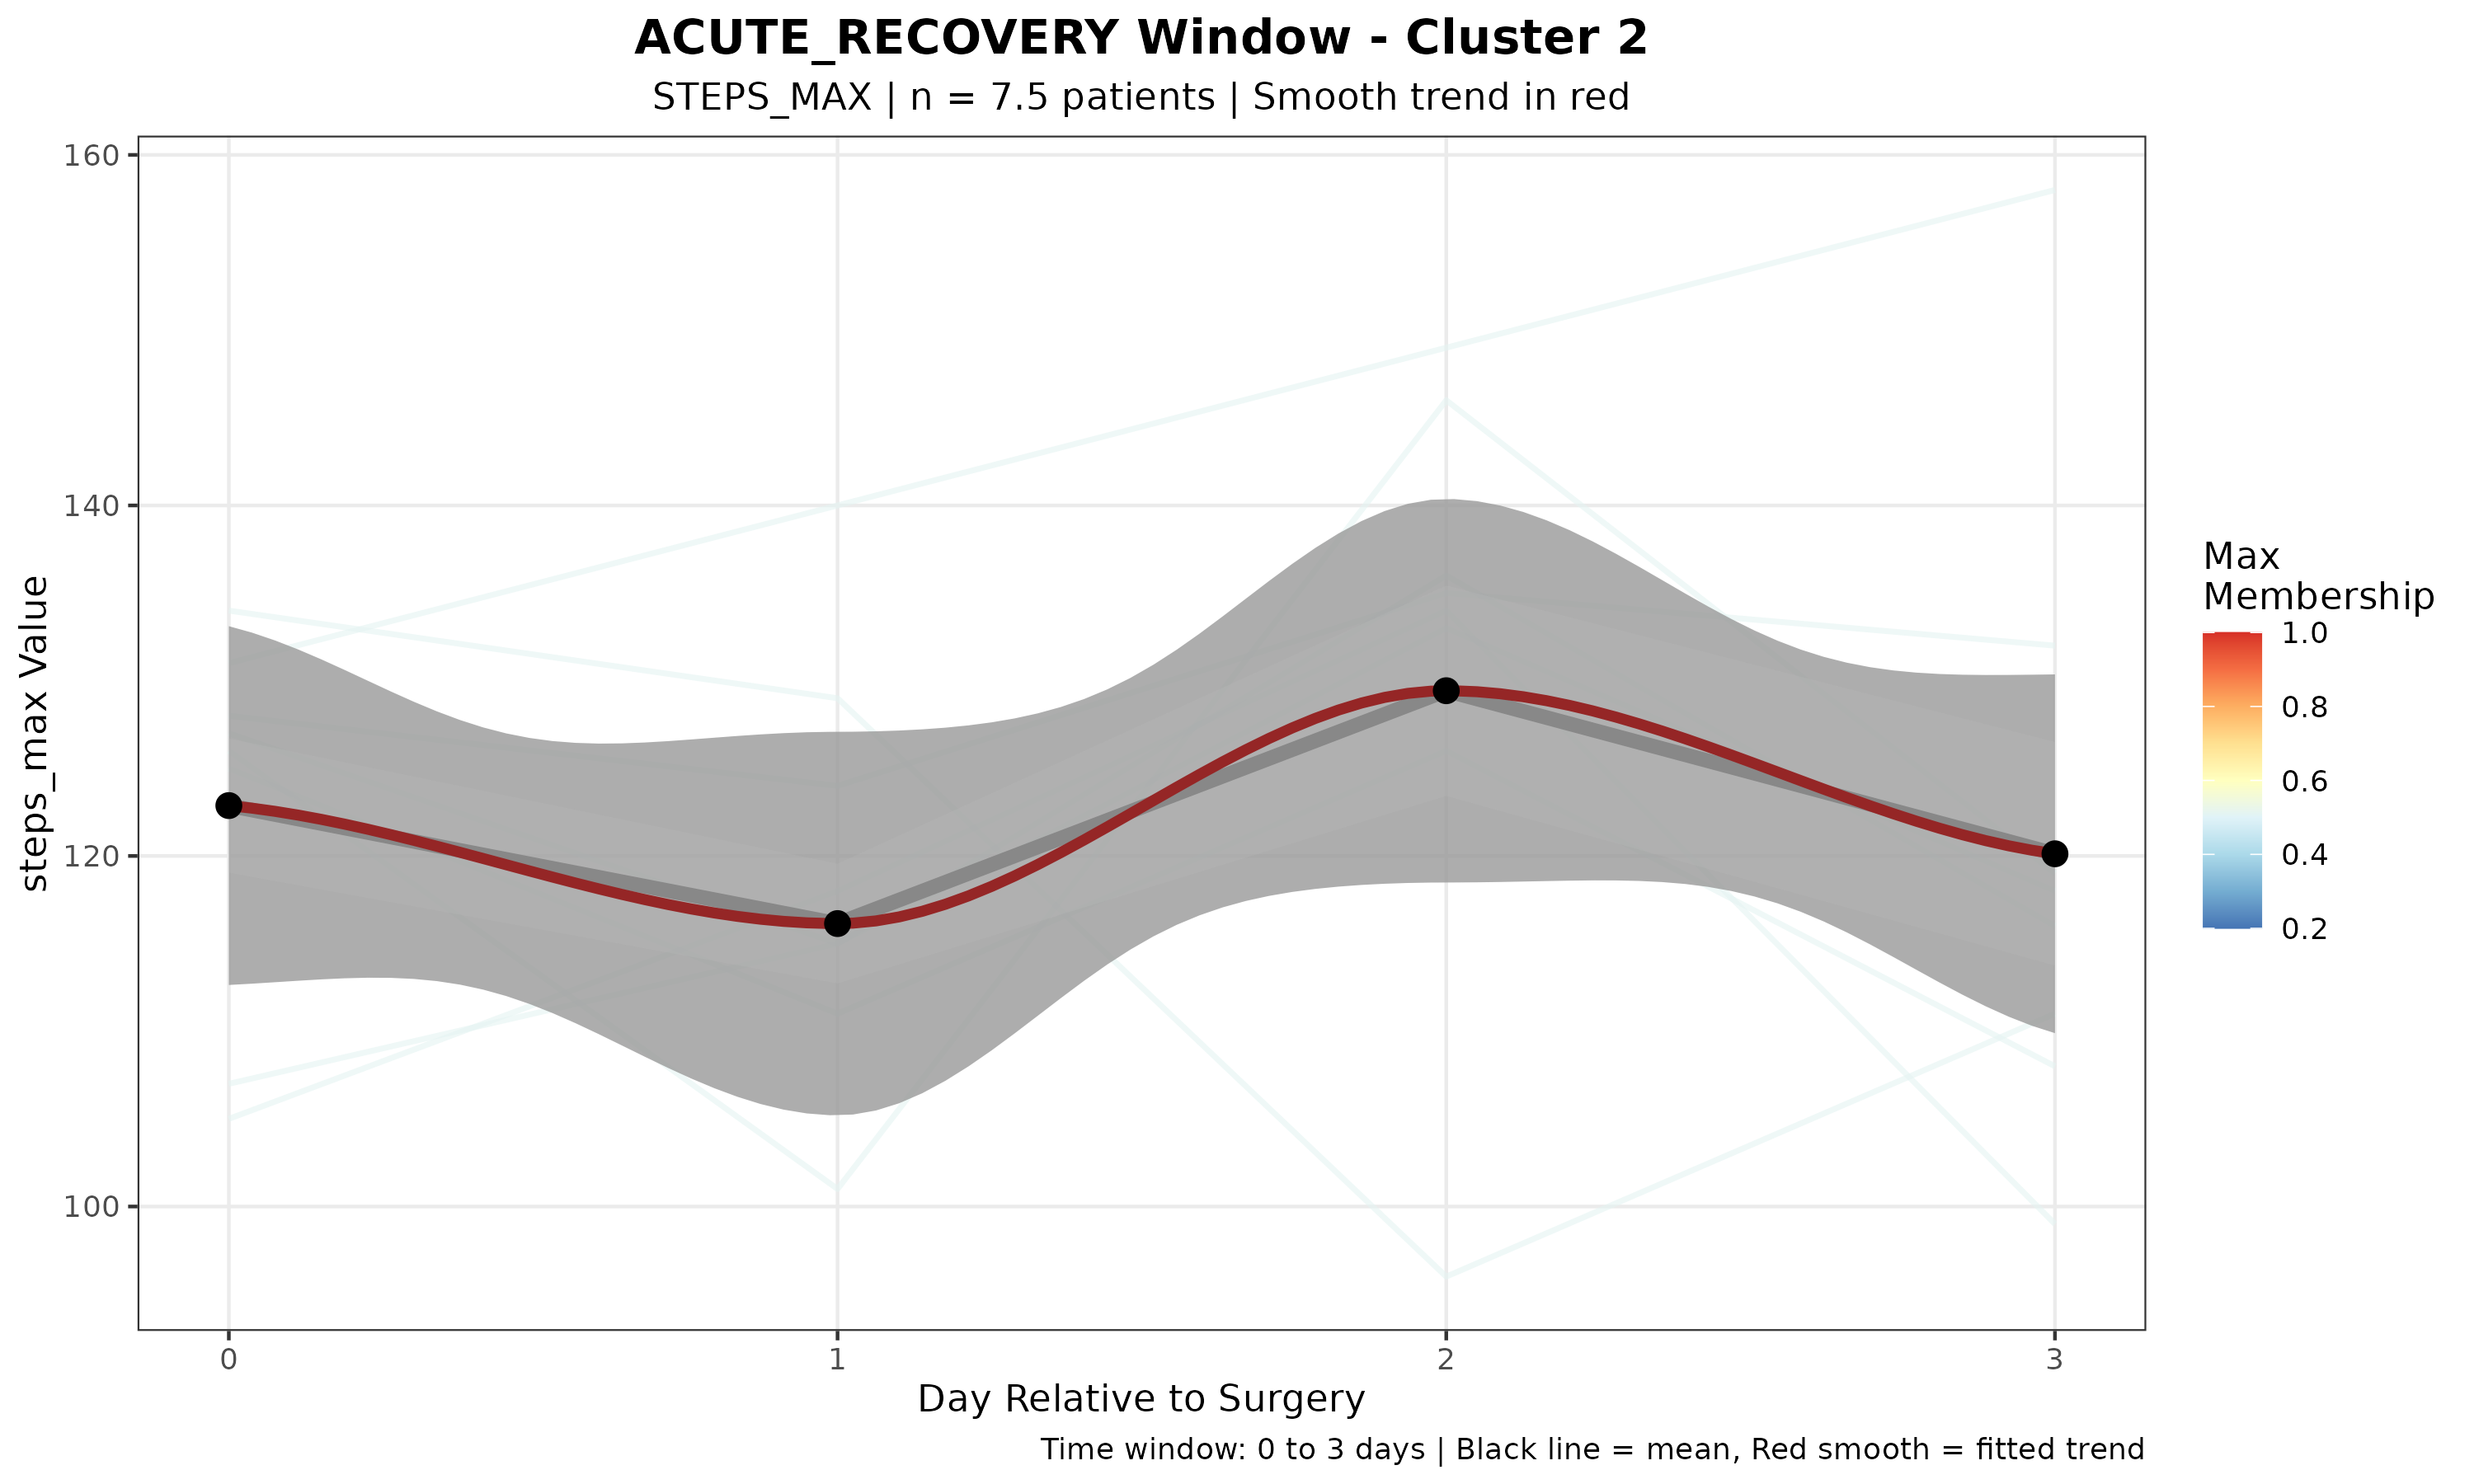 ACUTE_RECOVERY Window - Cluster 2
STEPS_MAX | n = 7.5 patients | Smooth trend in red
steps_max Value
160
140
120
100
0
1
2
3
Day Relative to Surgery
Time window: 0 to 3 days | Black line = mean, Red smooth = fitted trend
Max
Membership
1.0
0.8
0.6
0.4
0.2